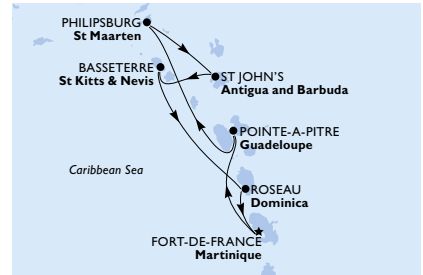 PHILIPSBURG
St Maarten
BASSETERRE
St Kitts & Nevis
ST JOHN'S
Antigua and Barbuda
POINTE-A-PITRE
Guadeloupe
Caribbean Sea
ROSEAU
Dominica
FORT-DE-FRANCE
Martinique